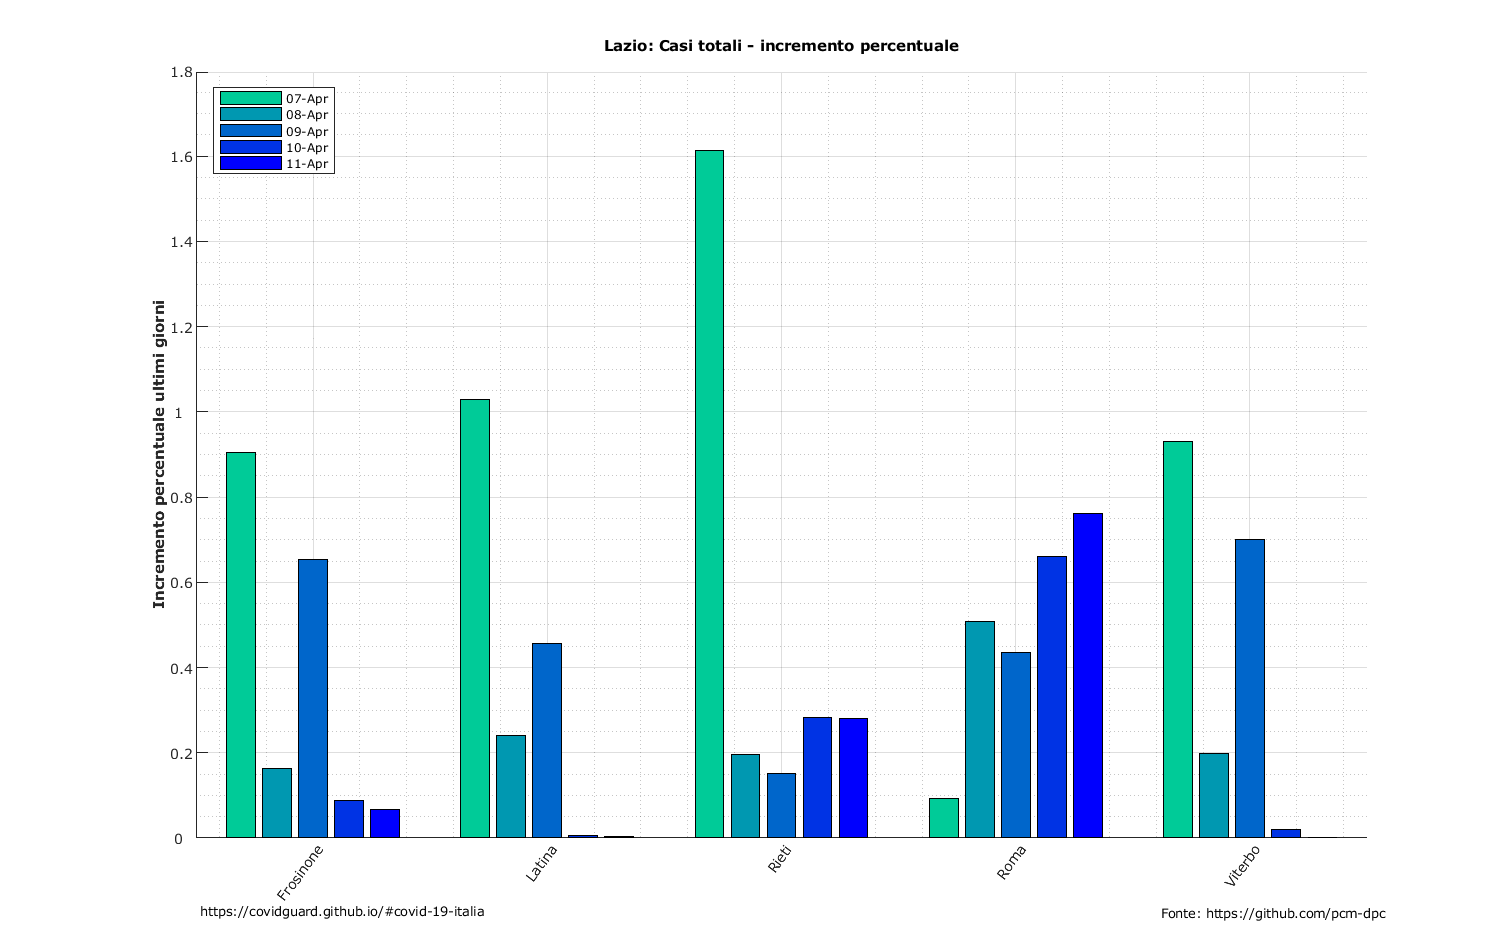 Lazio: Casi totali - incremento percentuale
Incremento percentuale ultimi giorni
1.8
1.6
1.4
1.2
1
0.8
0.6
0.4
0.2
0
07-Apr
08-Apr
09-Apr
10-Apr
11-Apr
Frosinone
Latina
Rieti
Roma
Viterbo
https://covidguard.github.io/#covid-19-italia
Fonte: https://github.com/pcm-dpc